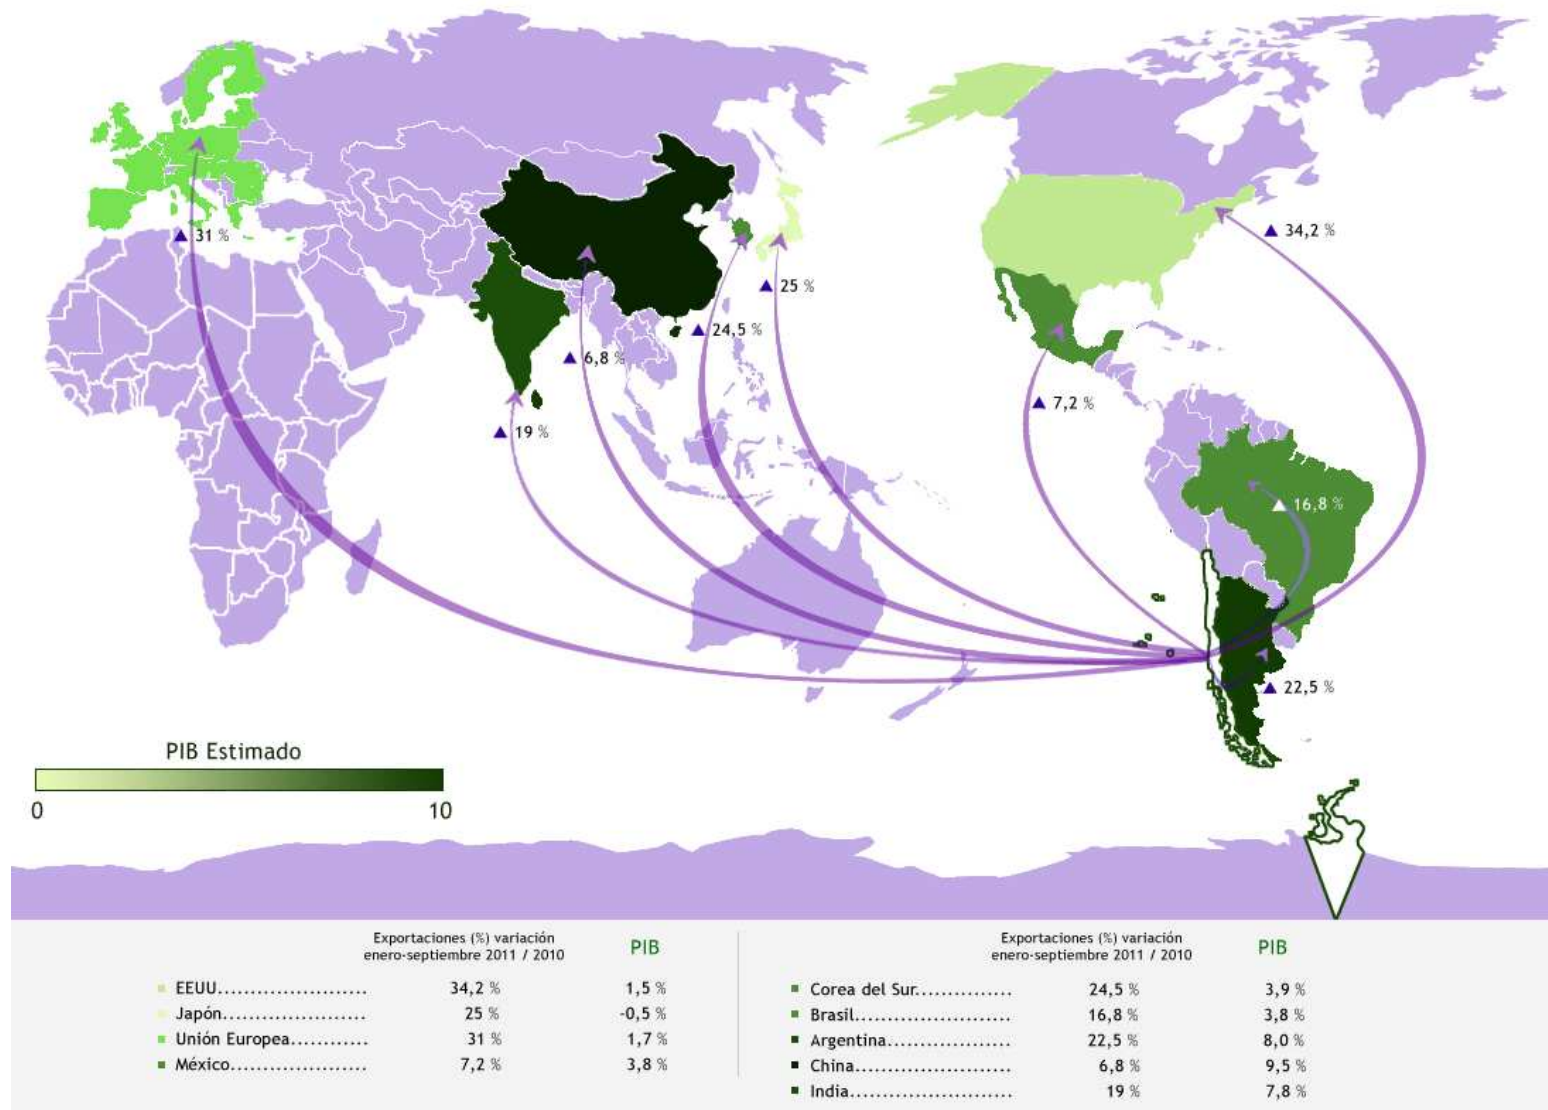 31 %
34,2 %
25 %
24,5 %
6,8 %
7,2 %
19 %
16,8 %
22,5 %
PIB Estimado
0 10
Exportaciones (%) variación
enero-septiembre 2011 / 2010 PIB
EEUU....................... 34,2 % 1,5 %
Japón...................... 25 % -0,5 %
Unión Europea............ 31 % 1,7 %
México..................... 7,2 % 3,8 %
Exportaciones (%) variación
enero-septiembre 2011 / 2010 PIB
Corea del Sur............... 24,5 % 3,9 %
Brasil........................ 16,8 % 3,8 %
Argentina................... 22,5 % 8,0 %
China........................ 6,8 % 9,5 %
India......................... 19 % 7,8 %